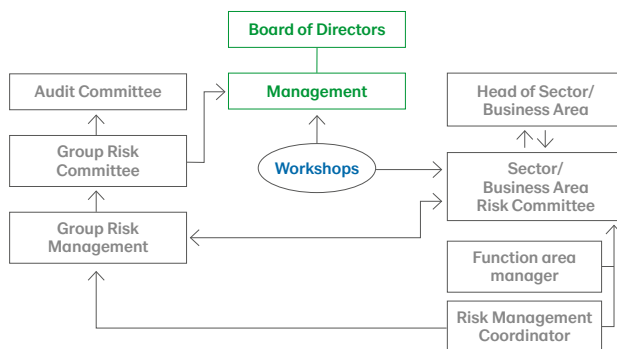 Board of Directors
Audit Committee
Management
Head of Sector/
Business Area
Group Risk
Committee
Workshops
Sector/
Business Area
Risk Committee
Group Risk
Management
Function area
manager
Risk Management
Coordinator